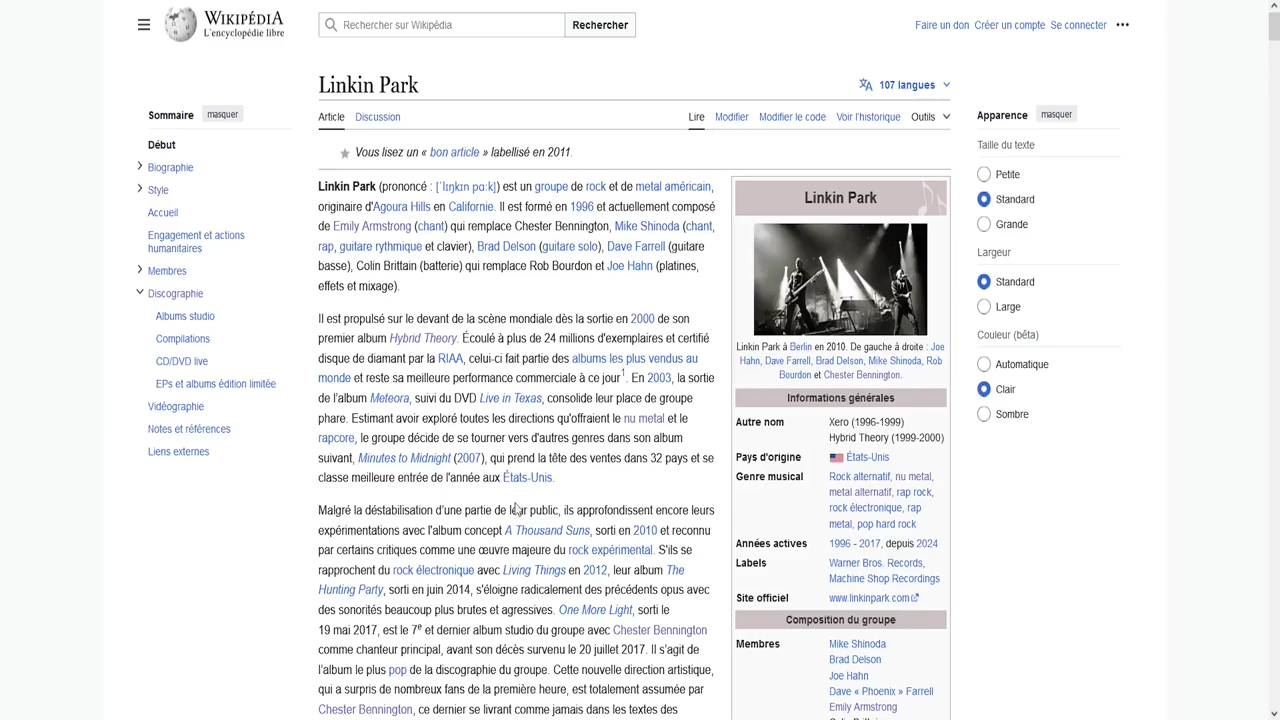 WIKIPÉDIA
L'encyclopédie libre
Rechercher sur Wikipédia
Rechercher
Faire un don Créer un compte Se connecter
Linkin Park
107 langues
Article Discussion
Lire Modifier Modifier le code Voir l'historique Outils
Sommaire masquer
Début
Biographie
Style
Accueil
Engagement et actions
humanitaires
Membres
Discographie
Albums studio
Compilations
CD/DVD live
EPs et albums édition limitée
Vidéographie
Notes et références
Liens externes
Vous lisez un « bon article » labellisé en 2011.
Linkin Park (prononcé : [ˈlɪŋkɪn pɑːk]) est un groupe de rock et de metal américain,
originaire d'Agoura Hills en Californie. Il est formé en 1996 et actuellement composé
de Emily Armstrong (chant) qui remplace Chester Bennington, Mike Shinoda (chant,
rap, guitare rythmique et clavier), Brad Delson (guitare solo), Dave Farrell (guitare
basse), Colin Brittain (batterie) qui remplace Rob Bourdon et Joe Hahn (platines,
effets et mixage).
Il est propulsé sur le devant de la scène mondiale dès la sortie en 2000 de son
premier album Hybrid Theory. Écoulé à plus de 24 millions d'exemplaires et certifié
disque de diamant par la RIAA, celui-ci fait partie des albums les plus vendus au
monde et reste sa meilleure performance commerciale à ce jour1. En 2003, la sortie
de l'album Meteora, suivi du DVD Live in Texas, consolide leur place de groupe
phare. Estimant avoir exploré toutes les directions qu'offraient le nu metal et le
rapcore, le groupe décide de se tourner vers d'autres genres dans son album
suivant, Minutes to Midnight (2007), qui prend la tête des ventes dans 32 pays et se
classe meilleure entrée de l'année aux États-Unis.
Malgré la déstabilisation d'une partie de leur public, ils approfondissent encore leurs
expérimentations avec l'album concept A Thousand Suns, sorti en 2010 et reconnu
par certains critiques comme une œuvre majeure du rock expérimental. S'ils se
rapprochent du rock électronique avec Living Things en 2012, leur album The
Hunting Party, sorti en juin 2014, s'éloigne radicalement des précédents opus avec
des sonorités beaucoup plus brutes et agressives. One More Light, sorti le
19 mai 2017, est le 7e et dernier album studio du groupe avec Chester Bennington
comme chanteur principal, avant son décès survenu le 20 juillet 2017. Il s'agit de
l'album le plus pop de la discographie du groupe. Cette nouvelle direction artistique,
qui a surpris de nombreux fans de la première heure, est totalement assumée par
Chester Bennington, ce dernier se livrant comme jamais dans les textes des
Linkin Park
Linkin Park à Berlin en 2010. De gauche à droite : Joe
Hahn, Dave Farrell, Brad Delson, Mike Shinoda, Rob
Bourdon et Chester Bennington.
Informations générales
Autre nom Xero (1996-1999)
Hybrid Theory (1999-2000)
Pays d'origine États-Unis
Genre musical Rock alternatif, nu metal,
metal alternatif, rap rock,
rock électronique, rap
metal, pop hard rock
Années actives 1996 - 2017, depuis 2024
Labels Warner Bros. Records,
Machine Shop Recordings
Site officiel www.linkinpark.com
Composition du groupe
Membres Mike Shinoda
Brad Delson
Joe Hahn
Dave « Phoenix » Farrell
Emily Armstrong
Apparence masquer
Taille du texte
Petite
Standard
Grande
Largeur
Standard
Large
Couleur (bêta)
Automatique
Clair
Sombre